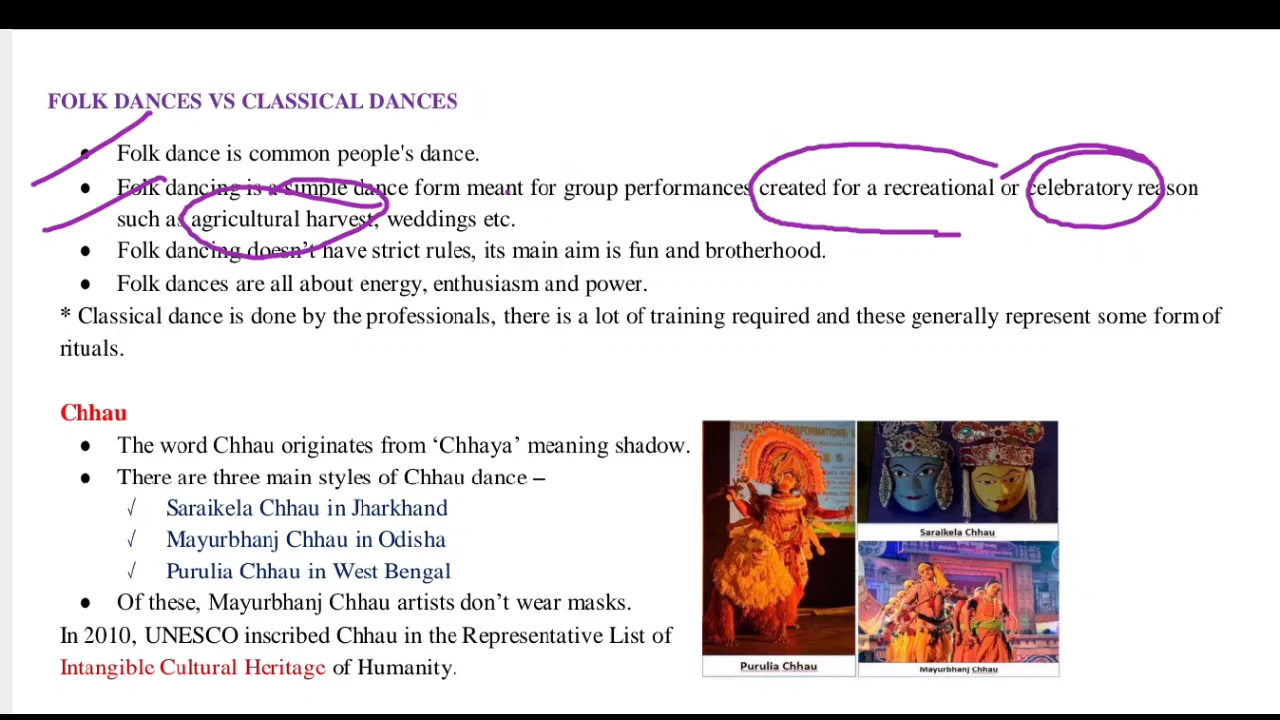 FOLK DANCES VS CLASSICAL DANCES
● Folk dance is common people's dance.
● Folk dancing is a simple dance form meant for group performances created for a recreational or celebratory reason
such as agricultural harvest, weddings etc.
● Folk dancing doesn't have strict rules, its main aim is fun and brotherhood.
● Folk dances are all about energy, enthusiasm and power.
* Classical dance is done by the professionals, there is a lot of training required and these generally represent some form of
rituals.
Chhau
● The word Chhau originates from ‘Chhaya’ meaning shadow.
● There are three main styles of Chhau dance –
√ Saraikela Chhau in Jharkhand
√ Mayurbhanj Chhau in Odisha
√ Purulia Chhau in West Bengal
● Of these, Mayurbhanj Chhau artists don’t wear masks.
In 2010, UNESCO inscribed Chhau in the Representative List of
Intangible Cultural Heritage of Humanity.
Saraikela Chhau
Purulia Chhau
Mayurbhanj Chhau